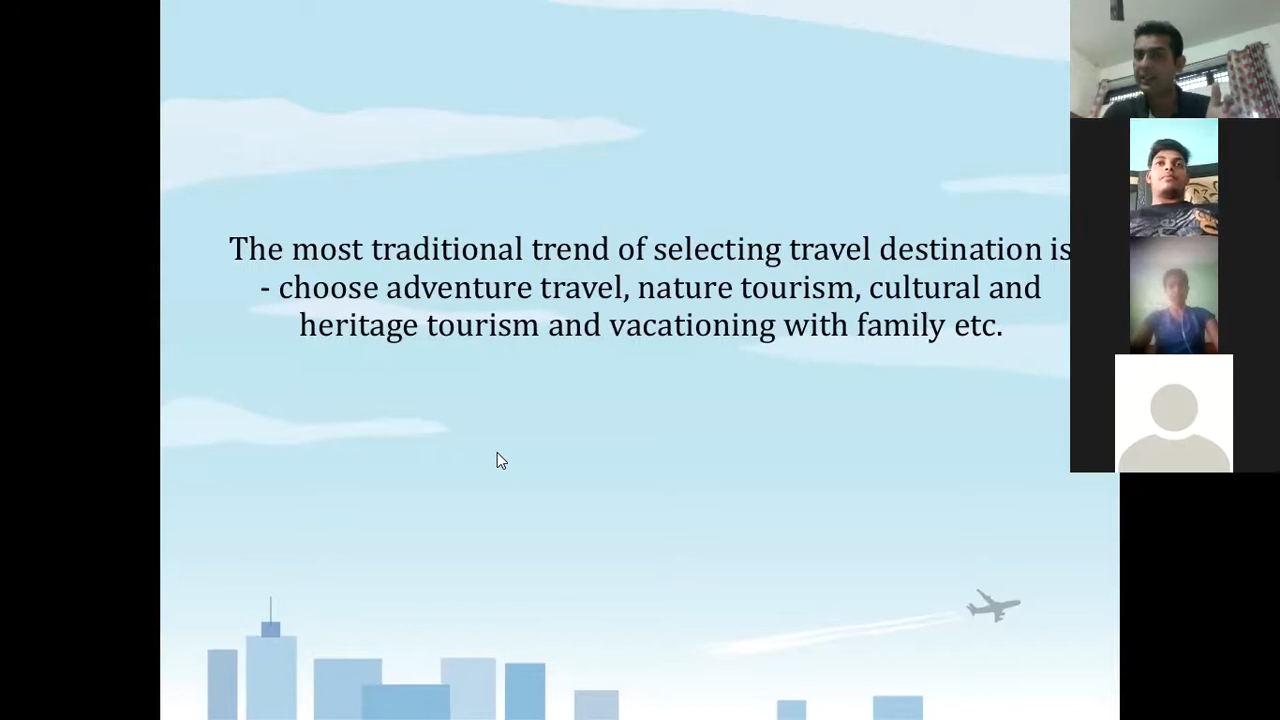 The most traditional trend of selecting travel destination is
- choose adventure travel, nature tourism, cultural and
heritage tourism and vacationing with family etc.